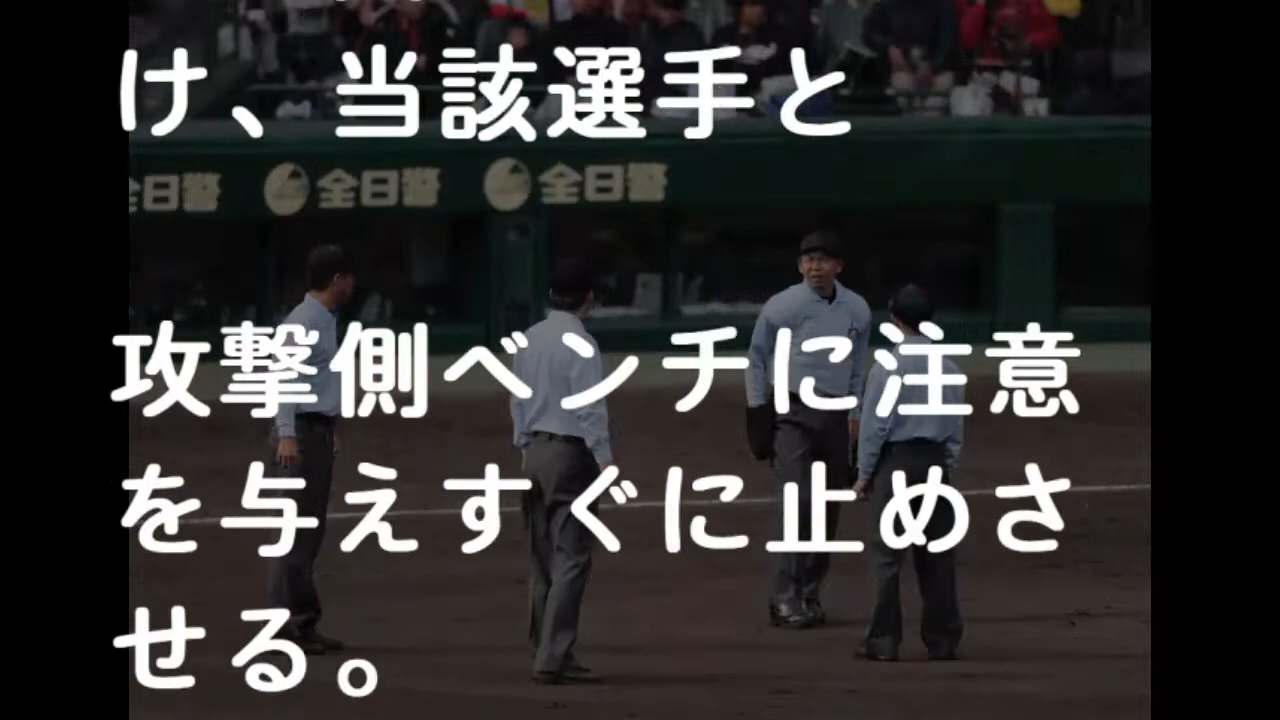 け、当該選手と
全日警 全日警 全日警
攻撃側ベンチに注意
を与えすぐに止めさ
せる。